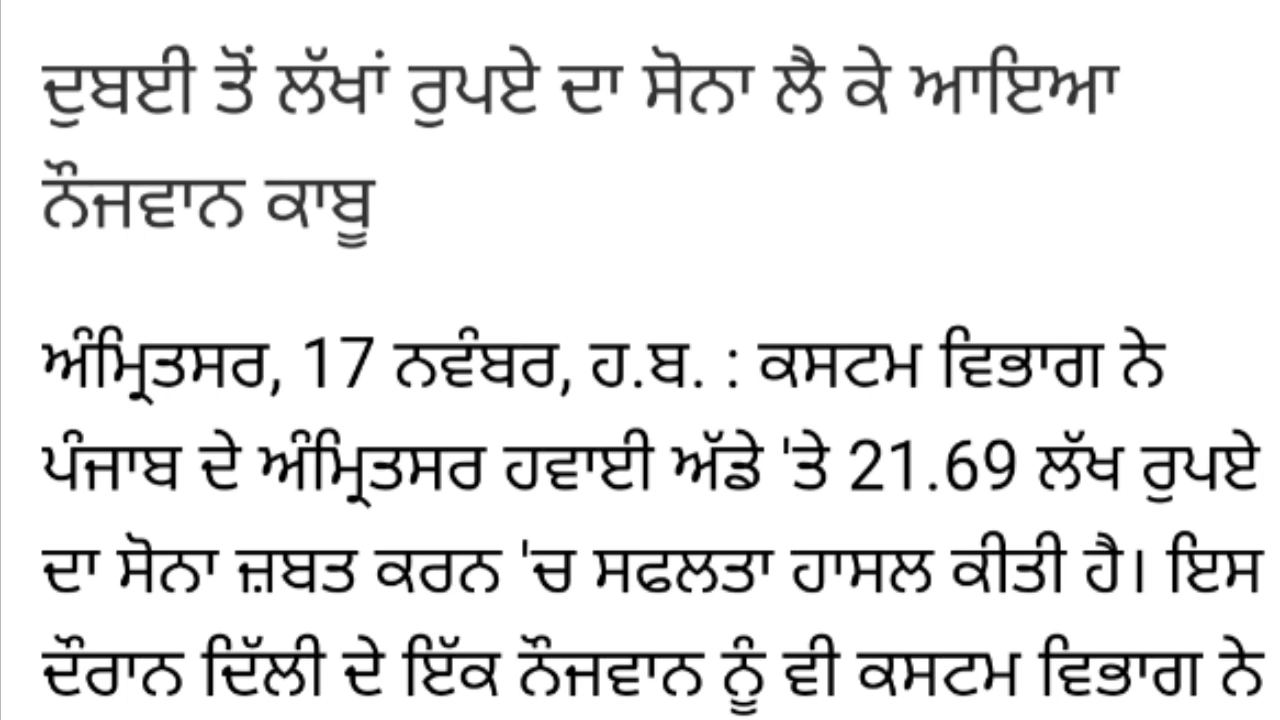 ਦੁਬਈ ਤੋਂ ਲੱਖਾਂ ਰੁਪਏ ਦਾ ਸੋਨਾ ਲੈ ਕੇ ਆਇਆ
ਨੌਜਵਾਨ ਕਾਬੂ
ਅੰਮ੍ਰਿਤਸਰ, 17 ਨਵੰਬਰ, ਹ.ਬ. : ਕਸਟਮ ਵਿਭਾਗ ਨੇ
ਪੰਜਾਬ ਦੇ ਅੰਮ੍ਰਿਤਸਰ ਹਵਾਈ ਅੱਡੇ 'ਤੇ 21.69 ਲੱਖ ਰੁਪਏ
ਦਾ ਸੋਨਾ ਜ਼ਬਤ ਕਰਨ 'ਚ ਸਫਲਤਾ ਹਾਸਲ ਕੀਤੀ ਹੈ। ਇਸ
ਦੌਰਾਨ ਦਿੱਲੀ ਦੇ ਇੱਕ ਨੌਜਵਾਨ ਨੂੰ ਵੀ ਕਸਟਮ ਵਿਭਾਗ ਨੇ